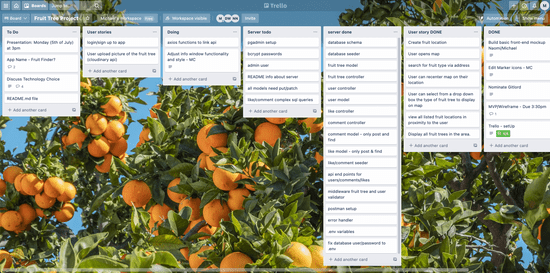 Boards
Jump to...
Trello
Board
Fruit Tree Project
Workspace visible
Invite
Show menu
To Do
Presentation: Monday (5th of July) at 5pm
App Name - Fruit Finder?
2
Discuss Technology Choice
4
README.md file
+ Add another card
User stories
login/sign up to app
User upload picture of the fruit tree
(cloudinary api)
+ Add another card
Doing
axios functions to link api
Adjust info window functionality
and style - MC
+ Add another card
Server todo
pgadmin setup
bcrypt passwords
admin user
README info about server
all models need put/patch
like/comment complex sql queries
+ Add another card
server done
database schema
database seeder
fruit tree model
fruit tree controller
user controller
user model
like controller
comment controller
comment model - only post and
find
like model - only post & find
like/comment seeder
api end points for
users/comments/likes
middleware fruit tree and user
validator
postman setup
error handler
.env variables
fix database user/password to
.env
+ Add another card
User story DONE
Create fruit location
User opens map
search for fruit type via address
User can recenter map on their
location
User can select from a drop down
box the type of fruit tree to display
on map
view all listed fruit locations in
proximity to the user
Display all fruit trees in the area.
+ Add another card
DONE
Build basic front-end mockup
Naomi/Michael
Edit Marker icons - MC
Nominate Gitlord
MVP/Wireframe - Due 3:30pm
1
Trello - setup
+ Add another card